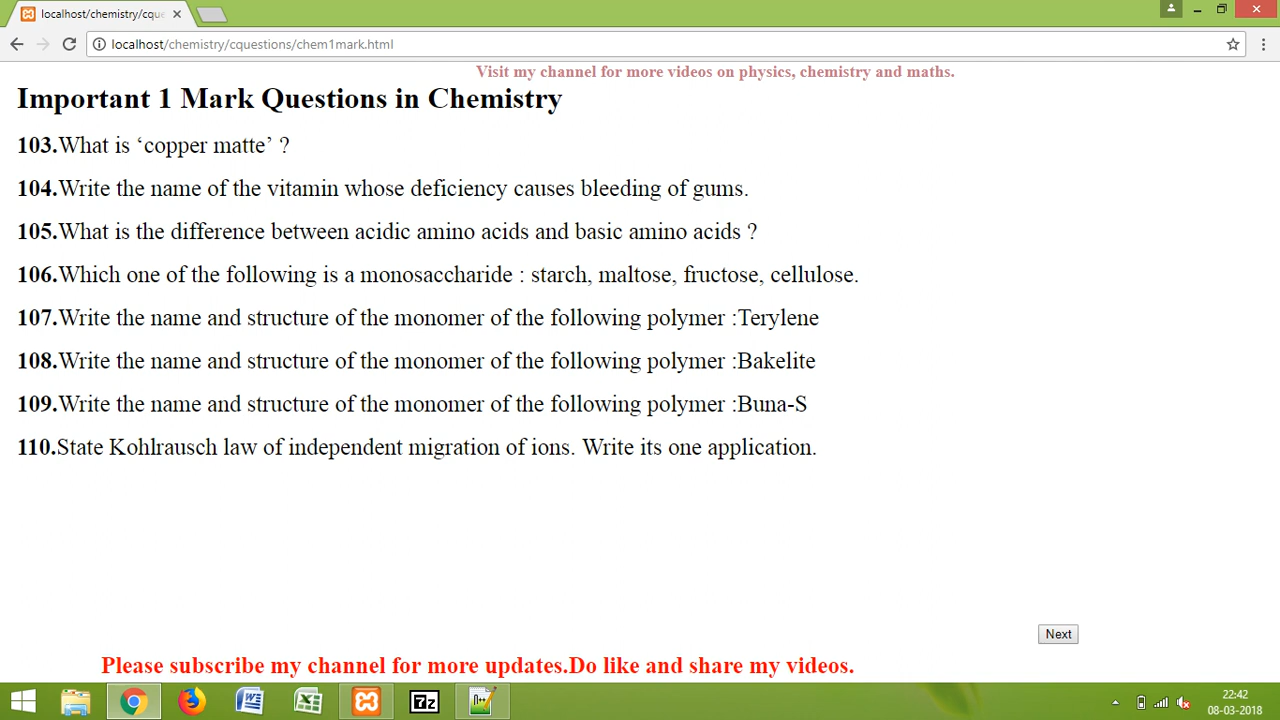 localhost/chemistry/cque
localhost/chemistry/cquestions/chem1mark.html
Visit my channel for more videos on physics, chemistry and maths.
Important 1 Mark Questions in Chemistry
103.What is ‘copper matte’ ?
104.Write the name of the vitamin whose deficiency causes bleeding of gums.
105.What is the difference between acidic amino acids and basic amino acids ?
106.Which one of the following is a monosaccharide : starch, maltose, fructose, cellulose.
107.Write the name and structure of the monomer of the following polymer :Terylene
108.Write the name and structure of the monomer of the following polymer :Bakelite
109.Write the name and structure of the monomer of the following polymer :Buna-S
110.State Kohlrausch law of independent migration of ions. Write its one application.
Next
Please subscribe my channel for more updates.Do like and share my videos.
7z
22:42
08-03-2018